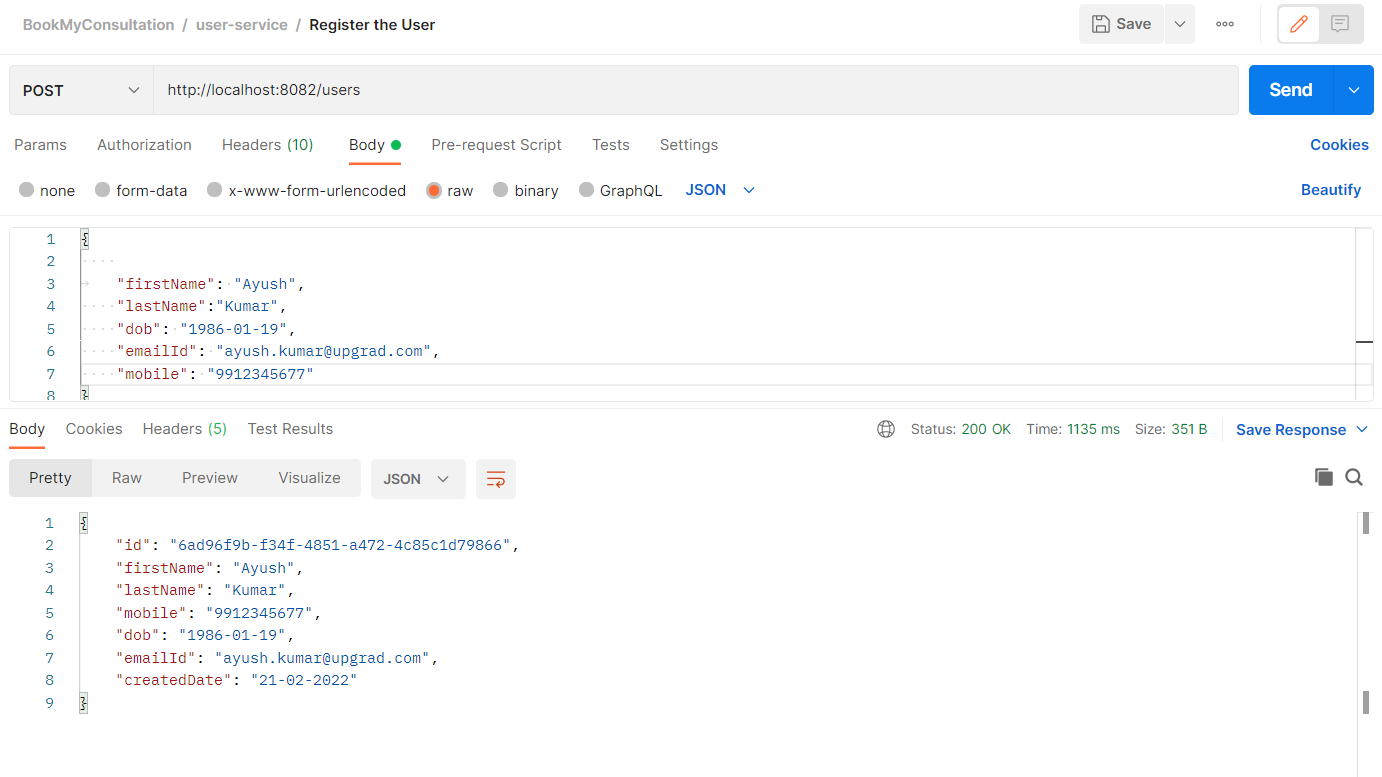 BookMyConsultation / user-service / Register the User
Save
POST http://localhost:8082/users Send
Params Authorization Headers (10) Body Pre-request Script Tests Settings Cookies
none form-data x-www-form-urlencoded raw binary GraphQL JSON Beautify
1 {
2
3 "firstName": "Ayush",
4 "lastName":"Kumar",
5 "dob": "1986-01-19",
6 "emailId": "ayush.kumar@upgrad.com",
7 "mobile": "9912345677"
8 }
Body Cookies Headers (5) Test Results Status: 200 OK Time: 1135 ms Size: 351 B Save Response
Pretty Raw Preview Visualize JSON
1 {
2 "id": "6ad96f9b-f34f-4851-a472-4c85c1d79866",
3 "firstName": "Ayush",
4 "lastName": "Kumar",
5 "mobile": "9912345677",
6 "dob": "1986-01-19",
7 "emailId": "ayush.kumar@upgrad.com",
8 "createdDate": "21-02-2022"
9 }